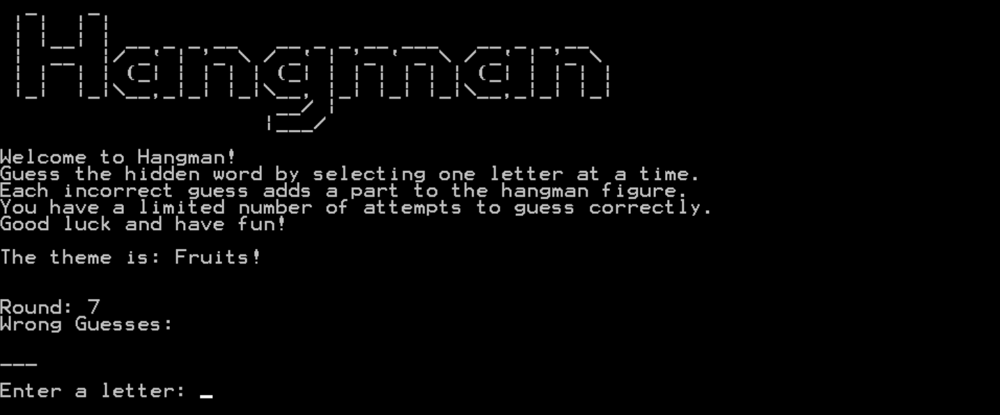 Hangman
Welcome to Hangman!
Guess the hidden word by selecting one letter at a time.
Each incorrect guess adds a part to the hangman figure.
You have a limited number of attempts to guess correctly.
Good luck and have fun!
The theme is: Fruits!
Round: 7
Wrong Guesses:
___
Enter a letter: _